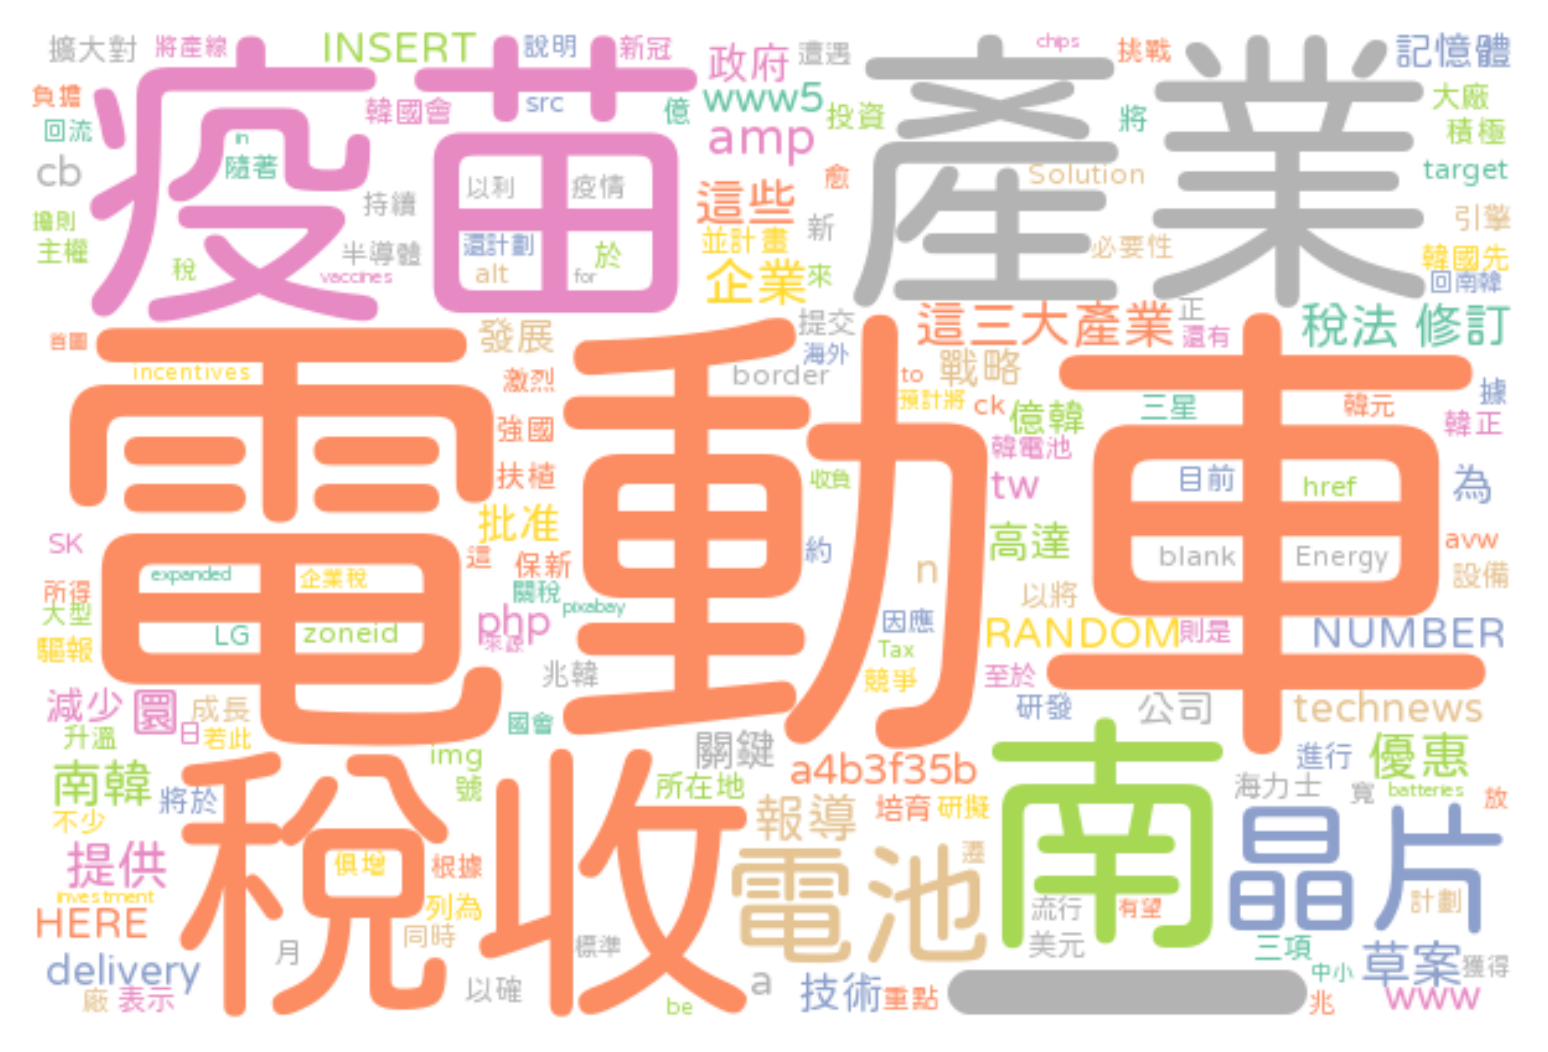 擴大對 將產線 INSERT 說明 新冠 政府 遭遇 chips 挑戰 記憶體
疫苗 產業
負擔 韓國會 src 億 www5 投資 將 大廠
回流 in amp 積極
cb 隨著 以利 疫情 這些 愈 Solution target
擔則 持續 並計畫 新 引擎
主權 半導體 還計劃 於 必要性 韓國先
稅 vaccines alt for 企業 來 回南韓
首圖 發展 提交 這三大產業 正 還有 稅法 修訂
電動車
incentives 激烈 border 海外 to 戰略 據
強國 預計將 ck 億韓 三星 韓元 韓正
扶植 收負 韓電池 tw 目前 href 為
SK 批准 約 高達 avw
所得 expanded 企業稅 這 保新 關稅 n blank Energy 設備
大型 pixabay 以將
驅報 LG zoneid php 來源 因應 RANDOM 則是 NUMBER
兆韓 Tax 競爭 至於
減少 圜 成長 日 若此 國會 研發 公司 technews
升溫 img 關鍵 進行 優惠
南韓 將於 號 所在地 a4b3f35b 海力士 寬 batteries 放
稅收 南 晶片
不少 報導 培育 研擬
提供 俱增 根據 電池 遷
investment 列為 流行 有望 計劃
HERE 同時 美元
delivery 月 標準 三項 草案 獲得
廠 表示 以確 be a 技術 重點 一 中小 兆 www